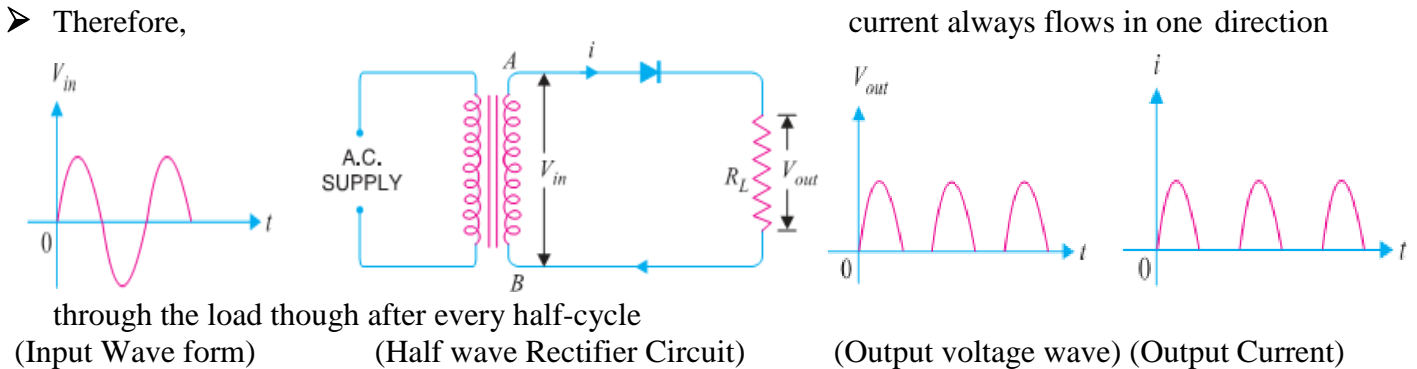 ➢ Therefore, current always flows in one direction
V_in
0
t
A.C.
SUPPLY
A
i
V_in
B
R_L
V_out
V_out
0
t
i
0
t
through the load though after every half-cycle
(Input Wave form) (Half wave Rectifier Circuit) (Output voltage wave) (Output Current)